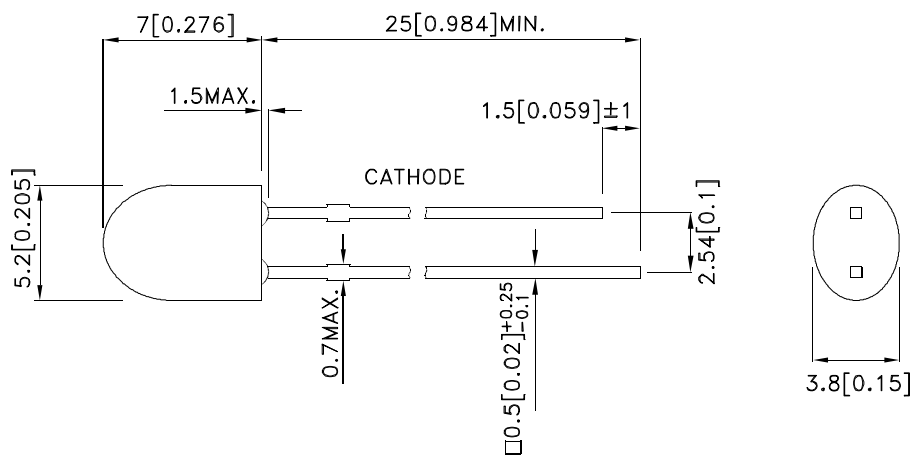 7[0.276]
25[0.984]MIN.
1.5MAX.
1.5[0.059]±1
CATHODE
5.2[0.205]
2.54[0.1]
0.7MAX.
□0.5[0.02]+0.25 -0.1
3.8[0.15]